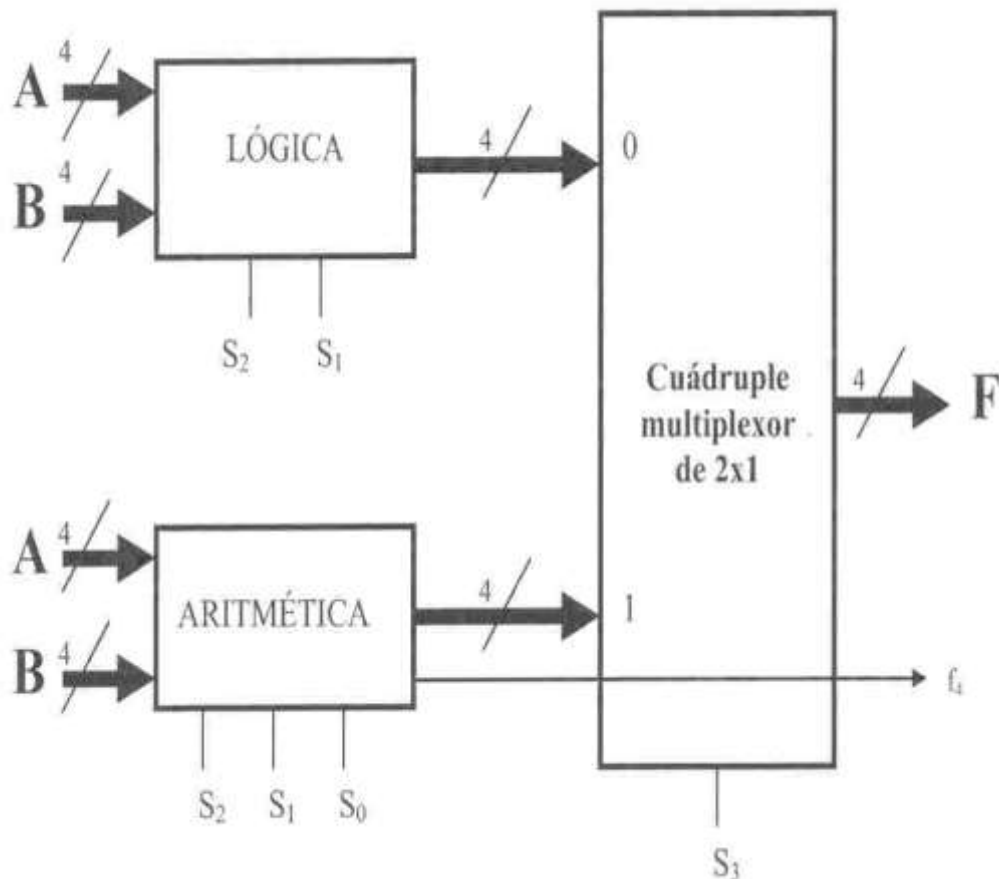 A
4
B
4
LÓGICA
S₂
S₁
4
0
Cuádruple
multiplexor
de 2x1
4
F
A
4
B
4
ARITMÉTICA
S₂
S₁
S₀
4
1
f₄
S₃